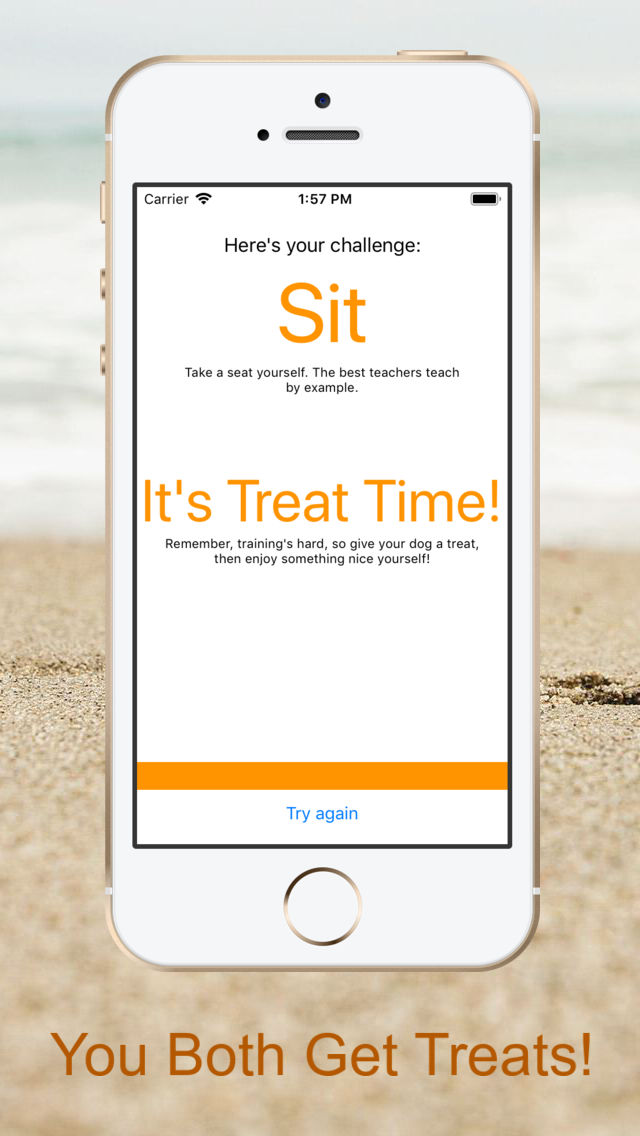 Carrier 1:57 PM
Here's your challenge:
Sit
Take a seat yourself. The best teachers teach
by example.
It's Treat Time!
Remember, training's hard, so give your dog a treat,
then enjoy something nice yourself!
Try again
You Both Get Treats!